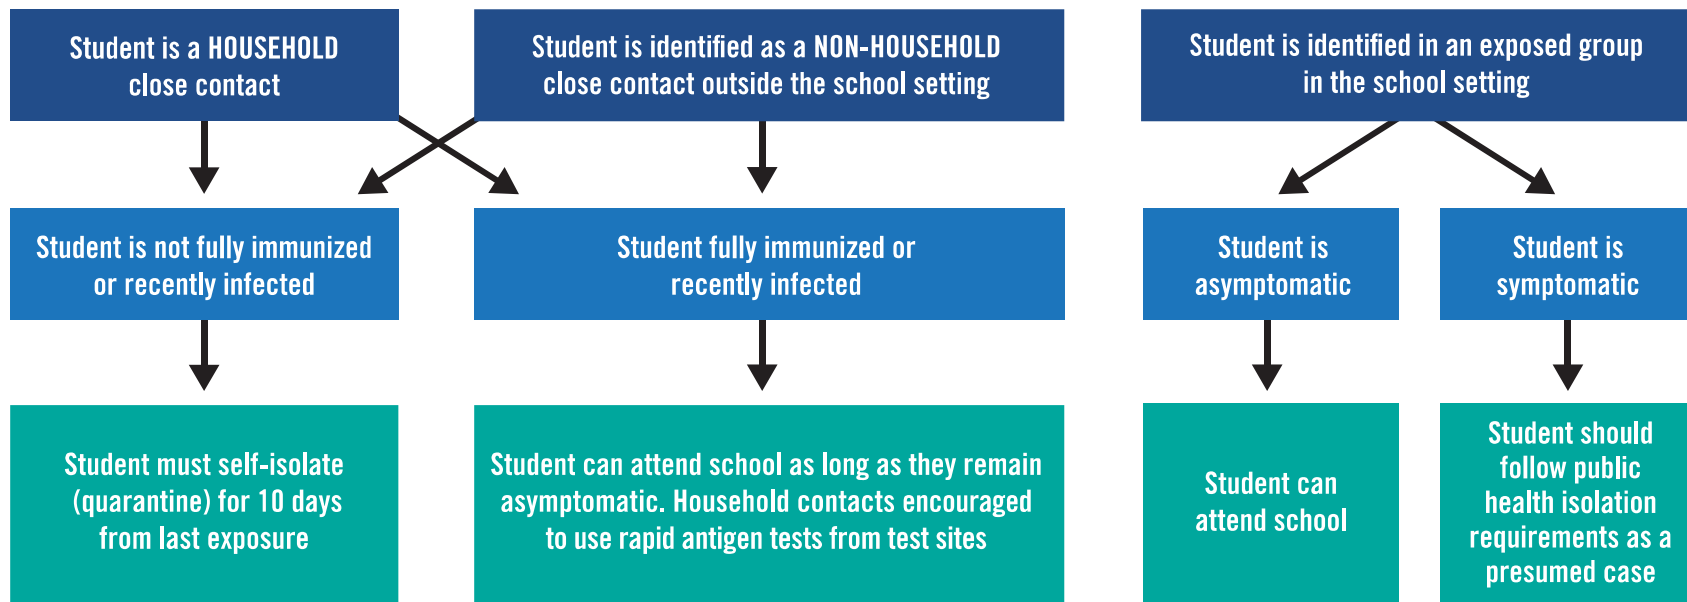 Student is a HOUSEHOLD
close contact
Student is identified as a NON-HOUSEHOLD
close contact outside the school setting
Student is identified in an exposed group
in the school setting
Student is not fully immunized
or recently infected
Student fully immunized or
recently infected
Student is
asymptomatic
Student is
symptomatic
Student must self-isolate
(quarantine) for 10 days
from last exposure
Student can attend school as long as they remain
asymptomatic. Household contacts encouraged
to use rapid antigen tests from test sites
Student can
attend school
Student should
follow public
health isolation
requirements as a
presumed case